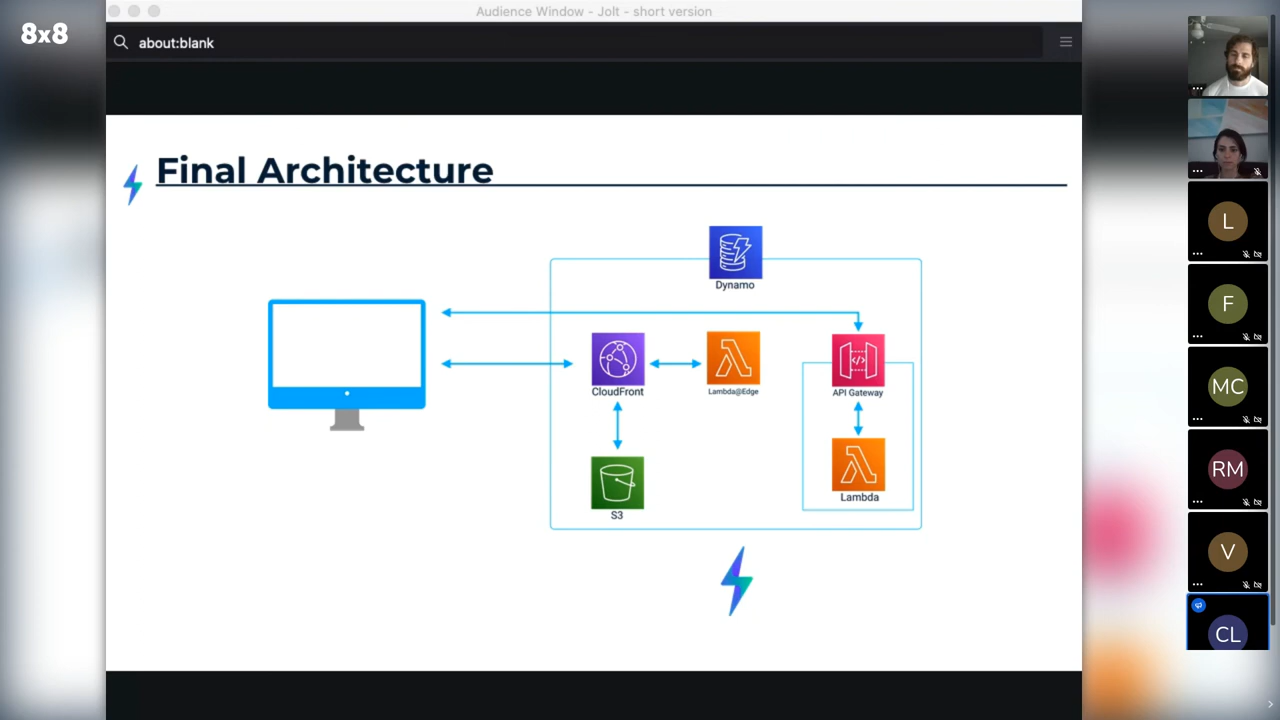 8x8
Audience Window - Jolt - short version
about:blank
Final Architecture
Dynamo
CloudFront
Lambda@Edge
API Gateway
S3
Lambda
L
F
MC
RM
V
CL